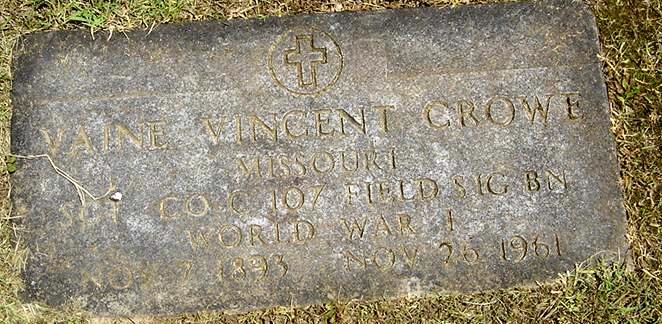 VAINE VINCENT CROWE
MISSOURI
SGT CO C 107 FIELD SIG BN
WORLD WAR I
NOV 7 1893 NOV 26 1961